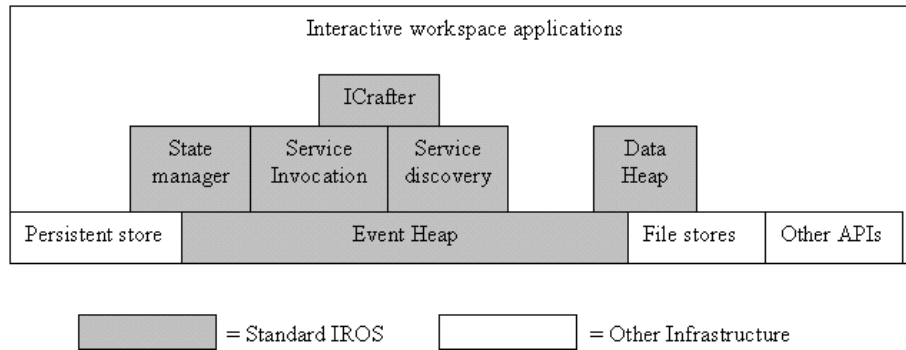 Interactive workspace applications
ICrafter
State
manager
Service
Invocation
Service
discovery
Data
Heap
Persistent store
Event Heap
File stores
Other APIs
= Standard IROS
= Other Infrastructure